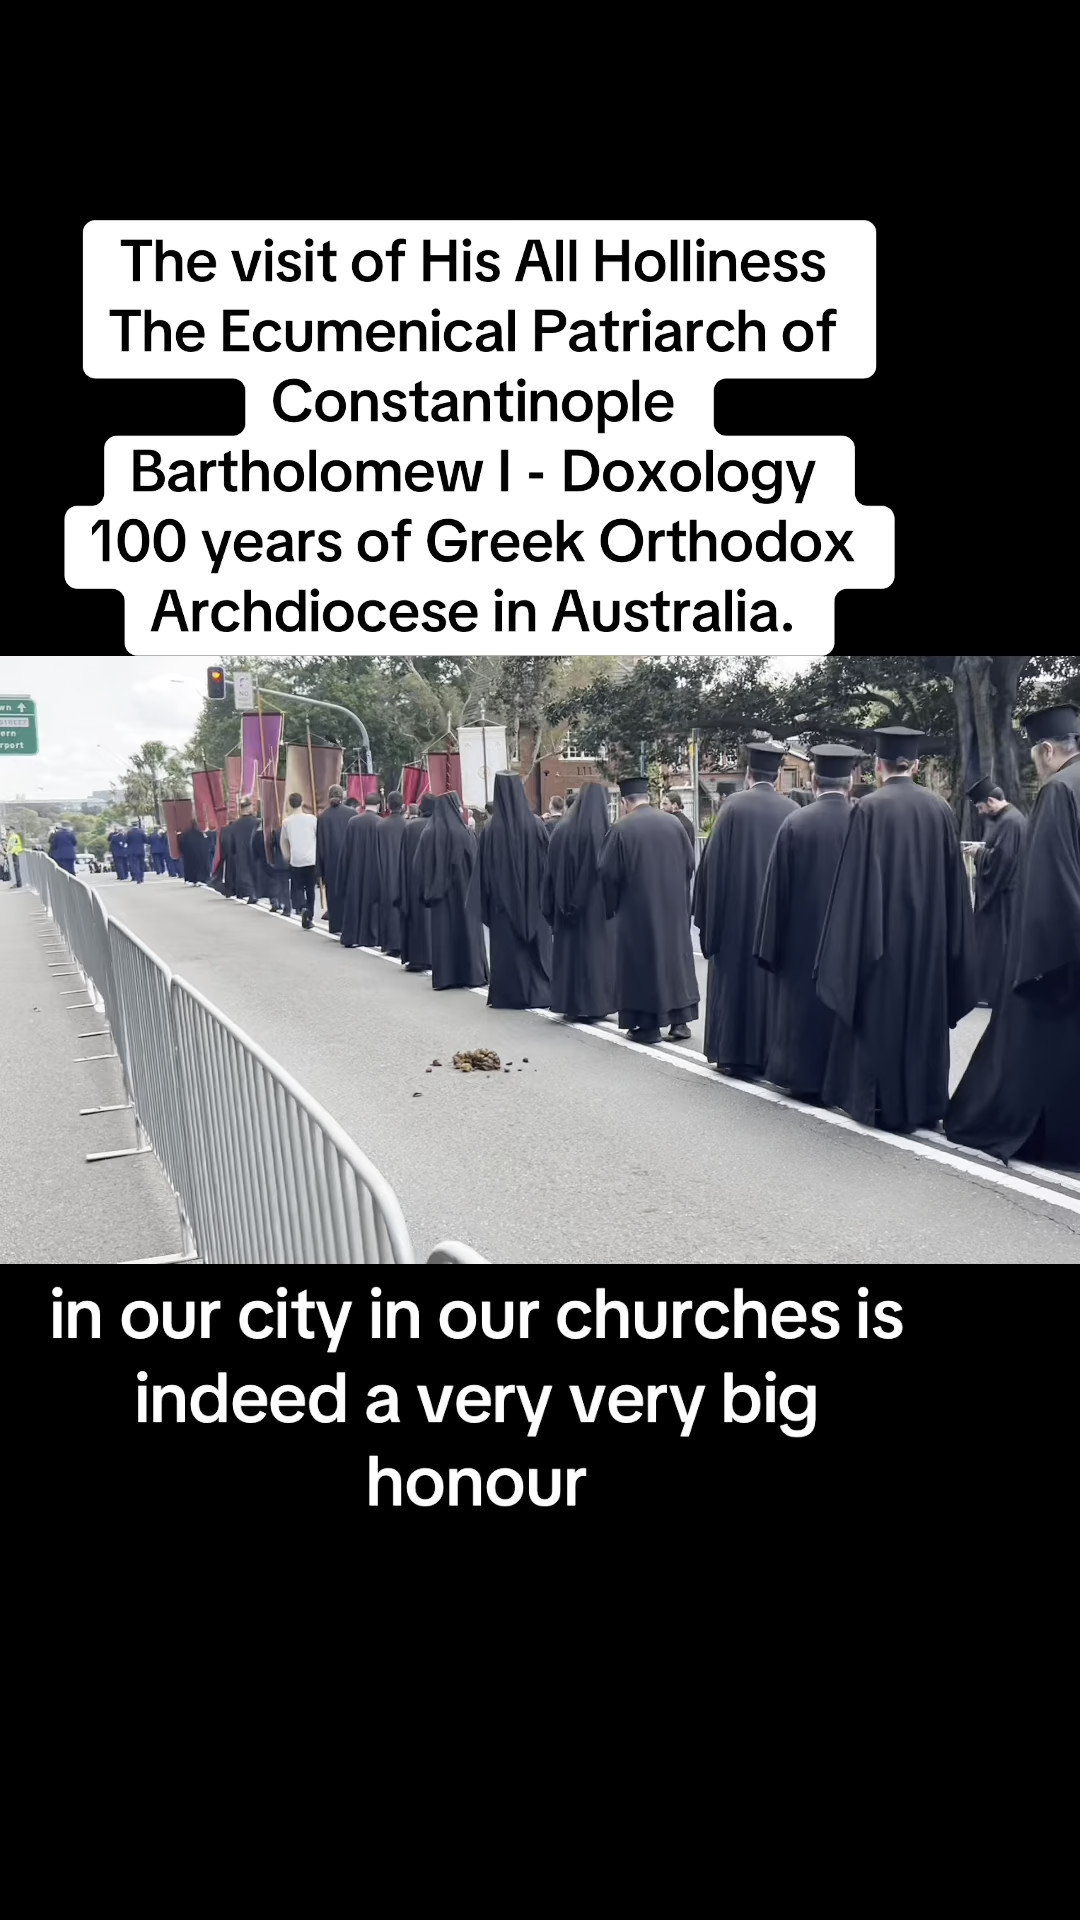 The visit of His All Holliness
The Ecumenical Patriarch of
Constantinople
Bartholomew I - Doxology
100 years of Greek Orthodox
Archdiocese in Australia.
STREET
in our city in our churches is
indeed a very very big
honour